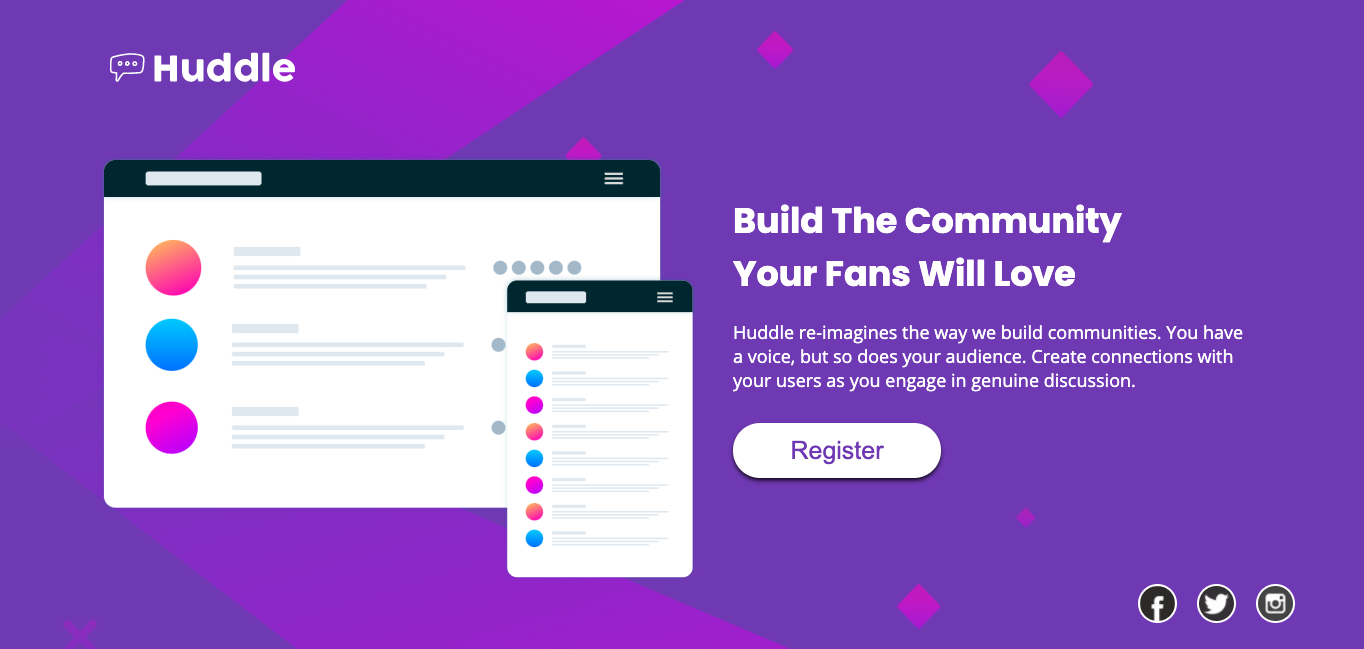 Huddle
Build The Community
Your Fans Will Love
Huddle re-imagines the way we build communities. You have
a voice, but so does your audience. Create connections with
your users as you engage in genuine discussion.
Register